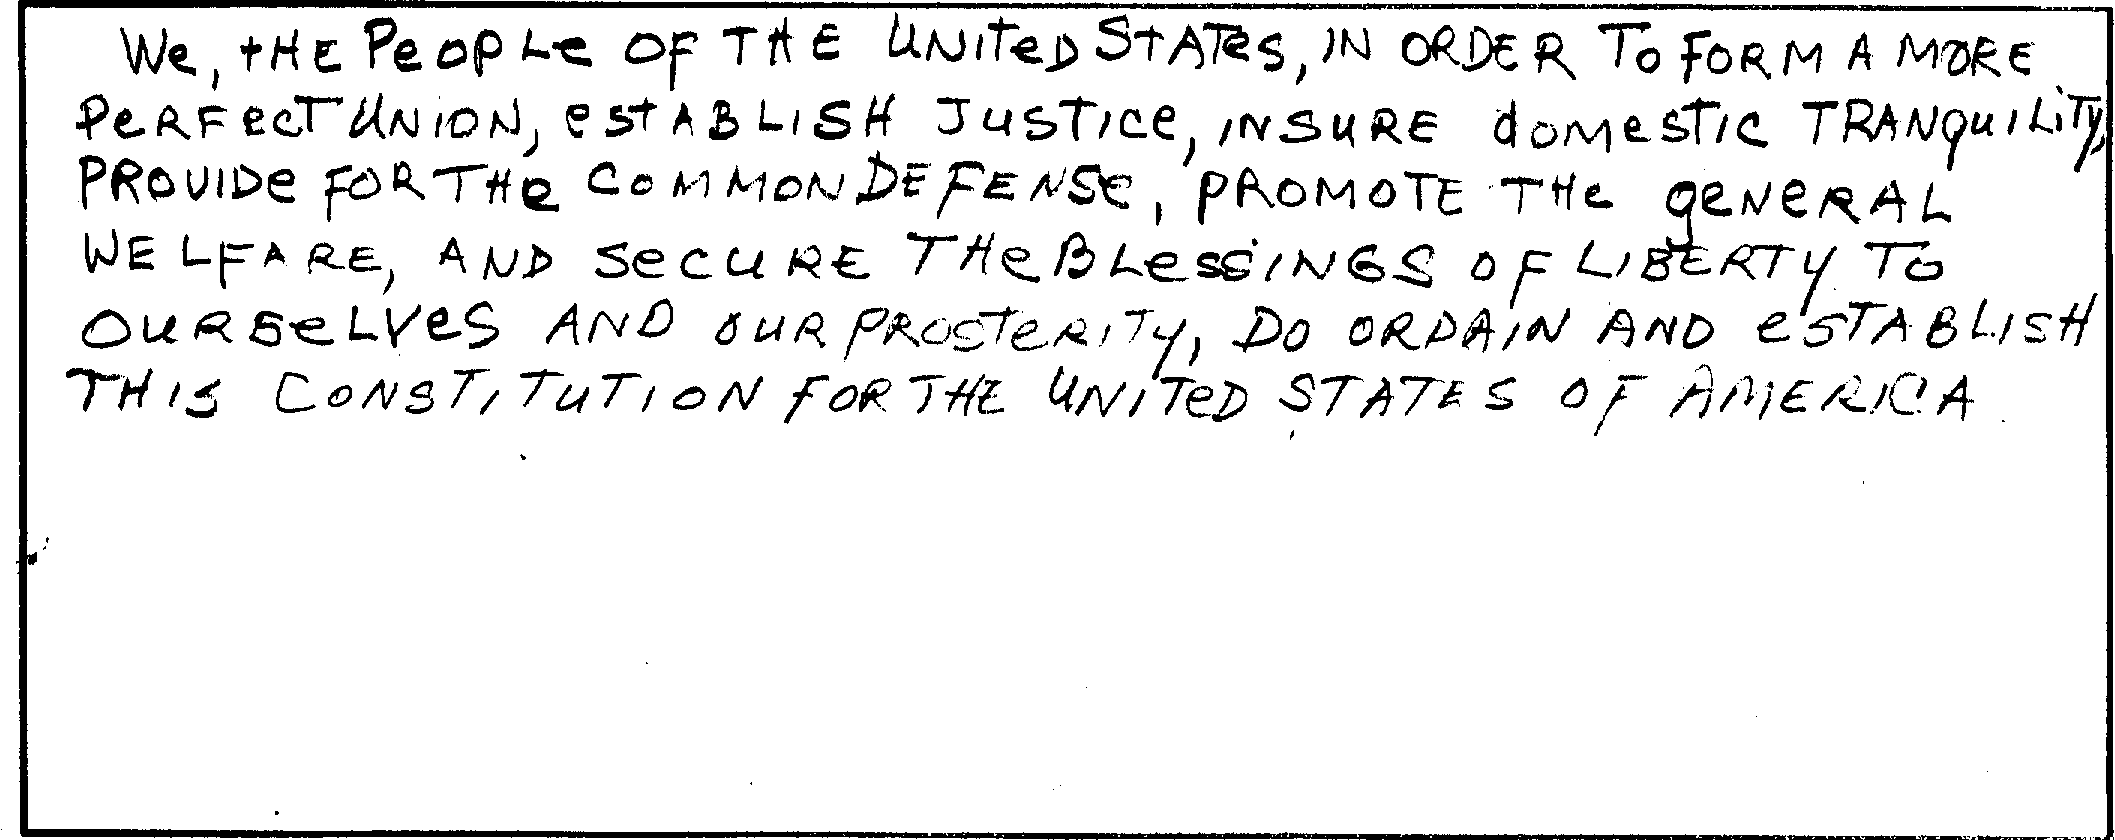 We, tHE PeoPLe OF THE UNITeD StATes, IN ORDER To FORM A MORE
PeRFecT UNION, estABLISH JUSTICe, INSURE domesTIC TRANquILITy,
PROVIDe FOR THe COMMON DEFENSe, PROMOTE THe geNeRAL
WELFARE, AND SeCURE THe BLessINGS OF LIBERTY To
OURSeLVeS AND OUR PROSTeRITY, DO ORDAIN AND eSTABLISH
THIS CONSTITUTION FOR THE UNITeD STATES OF AMERICA